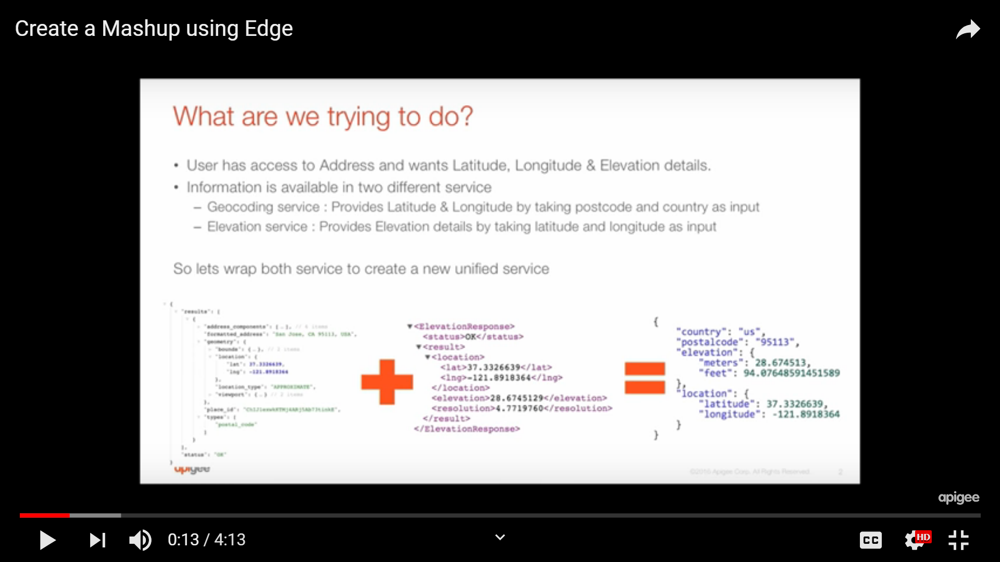 Create a Mashup using Edge
What are we trying to do?
• User has access to Address and wants Latitude, Longitude & Elevation details.
• Information is available in two different service
– Geocoding service : Provides Latitude & Longitude by taking postcode and country as input
– Elevation service : Provides Elevation details by taking latitude and longitude as input
So lets wrap both service to create a new unified service
{
"results": [
{
"address_components": [ … ], // 6 items
"formatted_address": "San Jose, CA 95113, USA",
"geometry": {
"bounds": { … }, // 2 items
"location": {
"lat": 37.3326639,
"lng": -121.8918364
},
"location_type": "APPROXIMATE",
"viewport": { … } // 2 items
},
"place_id":
"types": [
"postal_code"
]
}
],
"status": "OK"
}
<ElevationResponse>
<status>OK</status>
<result>
<location>
<lat>37.3326639</lat>
<lng>-121.8918364</lng>
</location>
<elevation>28.6745129</elevation>
<resolution>4.7719760</resolution>
</result>
</ElevationResponse>
{
"country": "us",
"postalcode": "95113",
"elevation": {
"meters": 28.674513,
"feet": 94.07648591451589
},
"location": {
"latitude": 37.3326639,
"longitude": -121.8918364
}
}
apigee
©2016 Apigee Corp. All Rights Reserved. 2
apigee
0:13 / 4:13
CC
HD